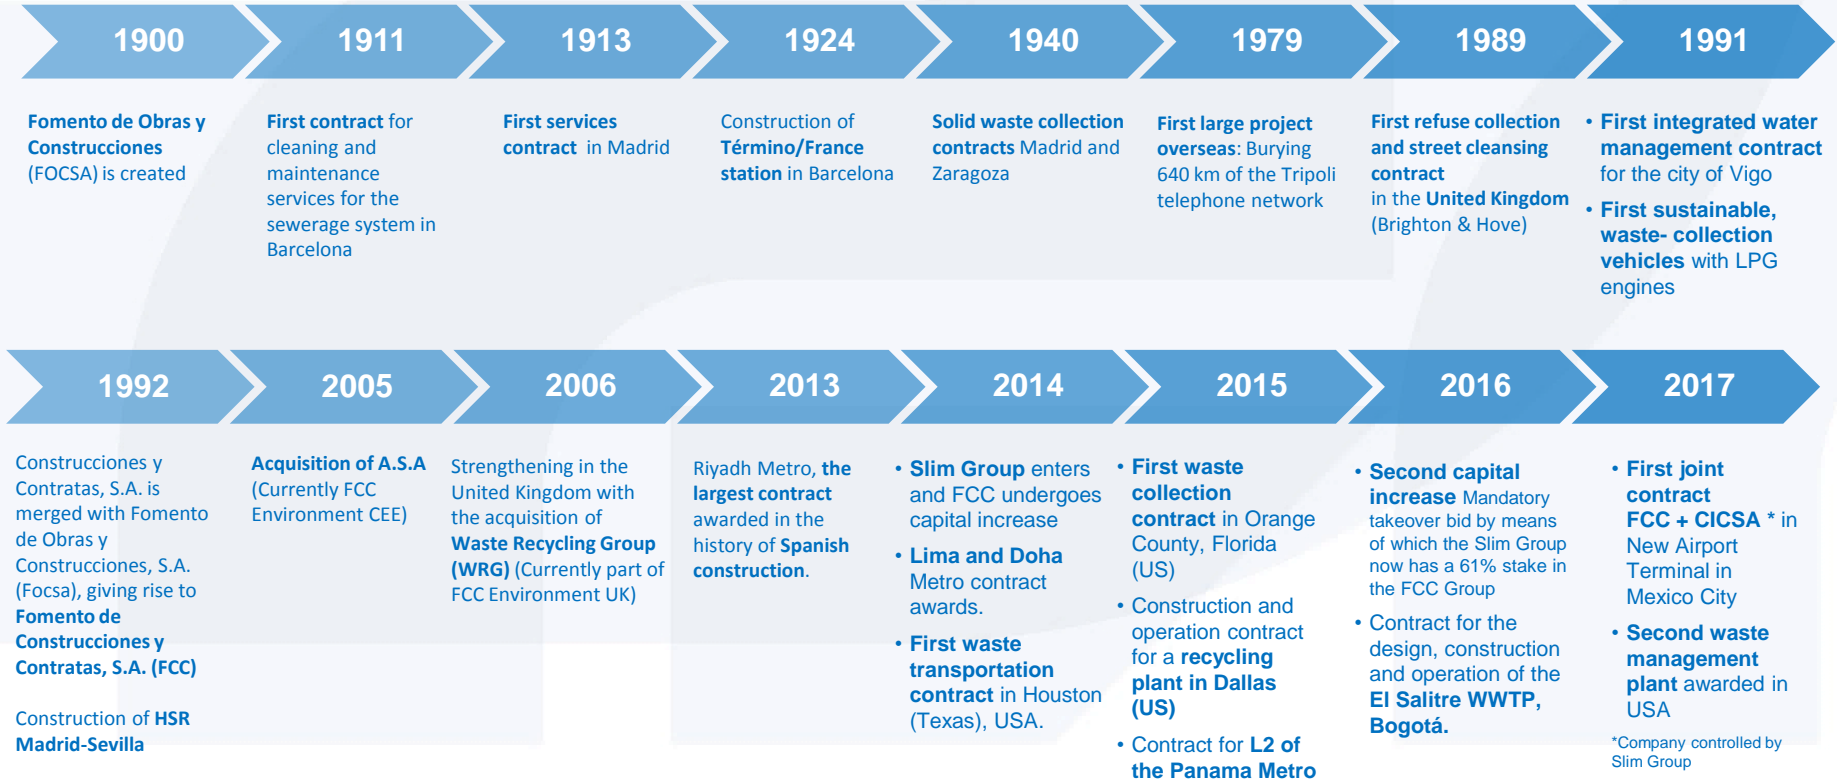 1900
1911
1913
1924
1940
1979
1989
1991
Fomento de Obras y
Construcciones
(FOCSA) is created
First contract for
cleaning and
maintenance
services for the
sewerage system in
Barcelona
First services
contract in Madrid
Construction of
Término/France
station in Barcelona
Solid waste collection
contracts Madrid and
Zaragoza
First large project
overseas: Burying
640 km of the Tripoli
telephone network
First refuse collection
and street cleansing
contract
in the United Kingdom
(Brighton & Hove)
• First integrated water
management contract
for the city of Vigo
• First sustainable,
waste- collection
vehicles with LPG
engines
1992
2005
2006
2013
2014
2015
2016
2017
Construcciones y
Contratas, S.A. is
merged with Fomento
de Obras y
Construcciones, S.A.
(Focsa), giving rise to
Fomento de
Construcciones y
Contratas, S.A. (FCC)
Construction of HSR
Madrid-Sevilla
Acquisition of A.S.A
(Currently FCC
Environment CEE)
Strengthening in the
United Kingdom with
the acquisition of
Waste Recycling Group
(WRG) (Currently part of
FCC Environment UK)
Riyadh Metro, the
largest contract
awarded in the
history of Spanish
construction.
• Slim Group enters
and FCC undergoes
capital increase
• Lima and Doha
Metro contract
awards.
• First waste
transportation
contract in Houston
(Texas), USA.
• First waste
collection
contract in Orange
County, Florida
(US)
• Construction and
operation contract
for a recycling
plant in Dallas
(US)
• Contract for L2 of
the Panama Metro
• Second capital
increase Mandatory
takeover bid by means
of which the Slim Group
now has a 61% stake in
the FCC Group
• Contract for the
design, construction
and operation of the
El Salitre WWTP,
Bogotá.
• First joint
contract
FCC + CICSA * in
New Airport
Terminal in
Mexico City
• Second waste
management
plant awarded in
USA
*Company controlled by
Slim Group